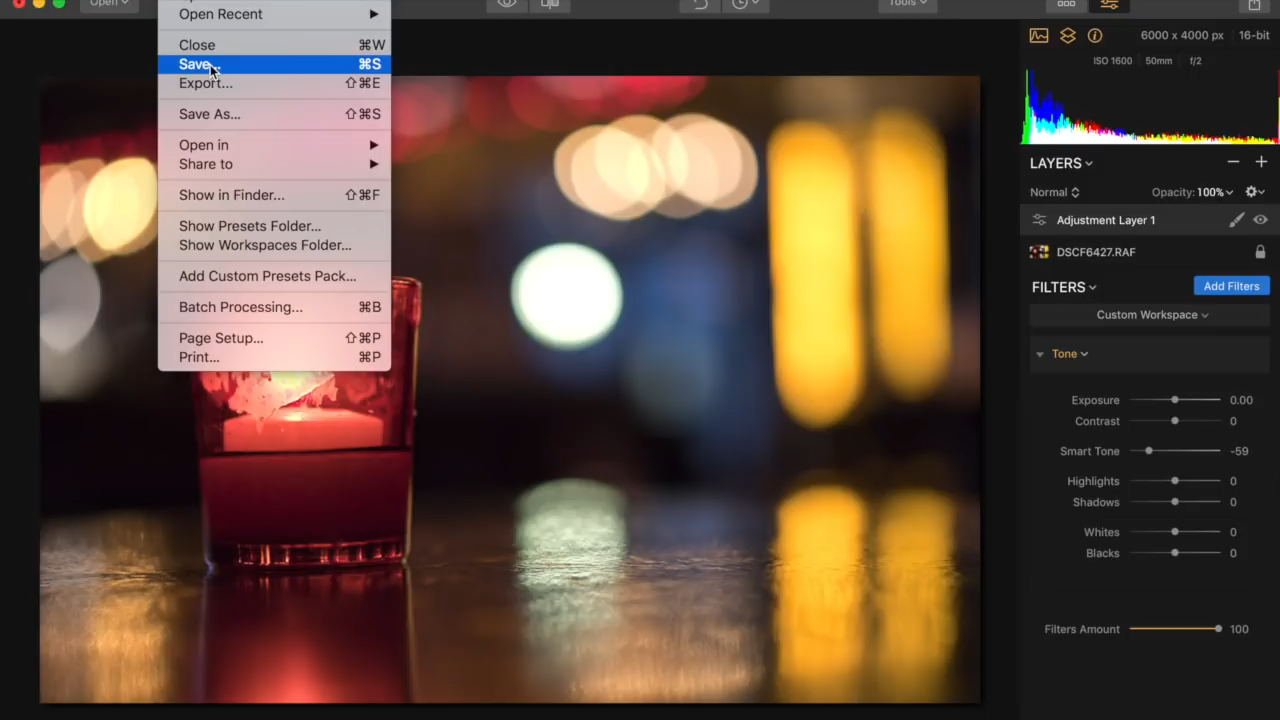 Open
Tools
Open Recent
Close ⌘W
Save... ⌘S
Export... ⇧⌘E
Save As... ⇧⌘S
Open in
Share to
Show in Finder... ⇧⌘F
Show Presets Folder...
Show Workspaces Folder...
Add Custom Presets Pack...
Batch Processing... ⌘B
Page Setup... ⇧⌘P
Print... ⌘P
6000 x 4000 px 16-bit
ISO 1600 50mm f/2
LAYERS
Normal Opacity: 100%
Adjustment Layer 1
DSCF6427.RAF
FILTERS Add Filters
Custom Workspace
Tone
Exposure 0.00
Contrast 0
Smart Tone -59
Highlights 0
Shadows 0
Whites 0
Blacks 0
Filters Amount 100